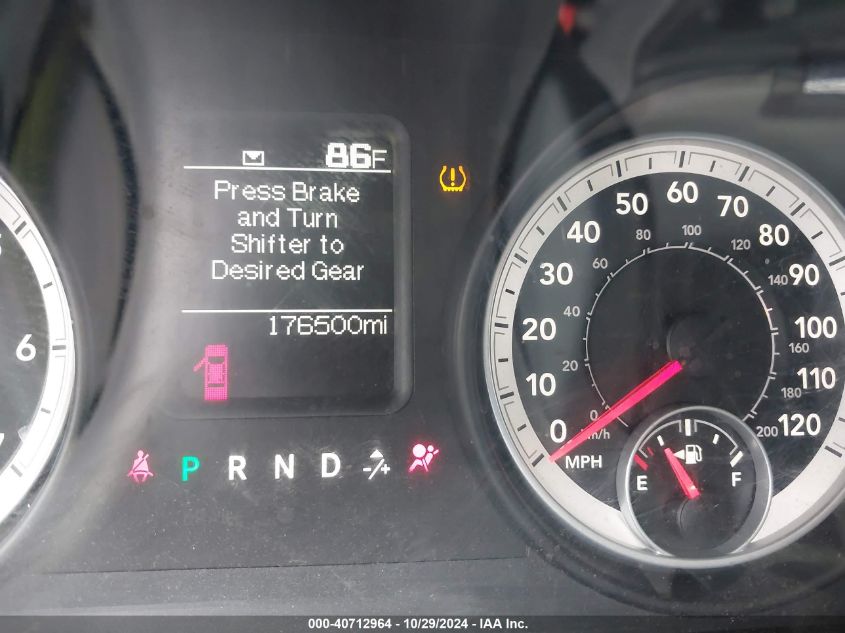 86F
Press Brake
and Turn
Shifter to
Desired Gear
176500mi
P R N D -/+
6
7
0 10 20 30 40 50 60 70 80 90 100 110 120
0 20 40 60 80 100 120 140 160 180 200
km/h
MPH
E F
000-40712964 - 10/29/2024 - IAA Inc.